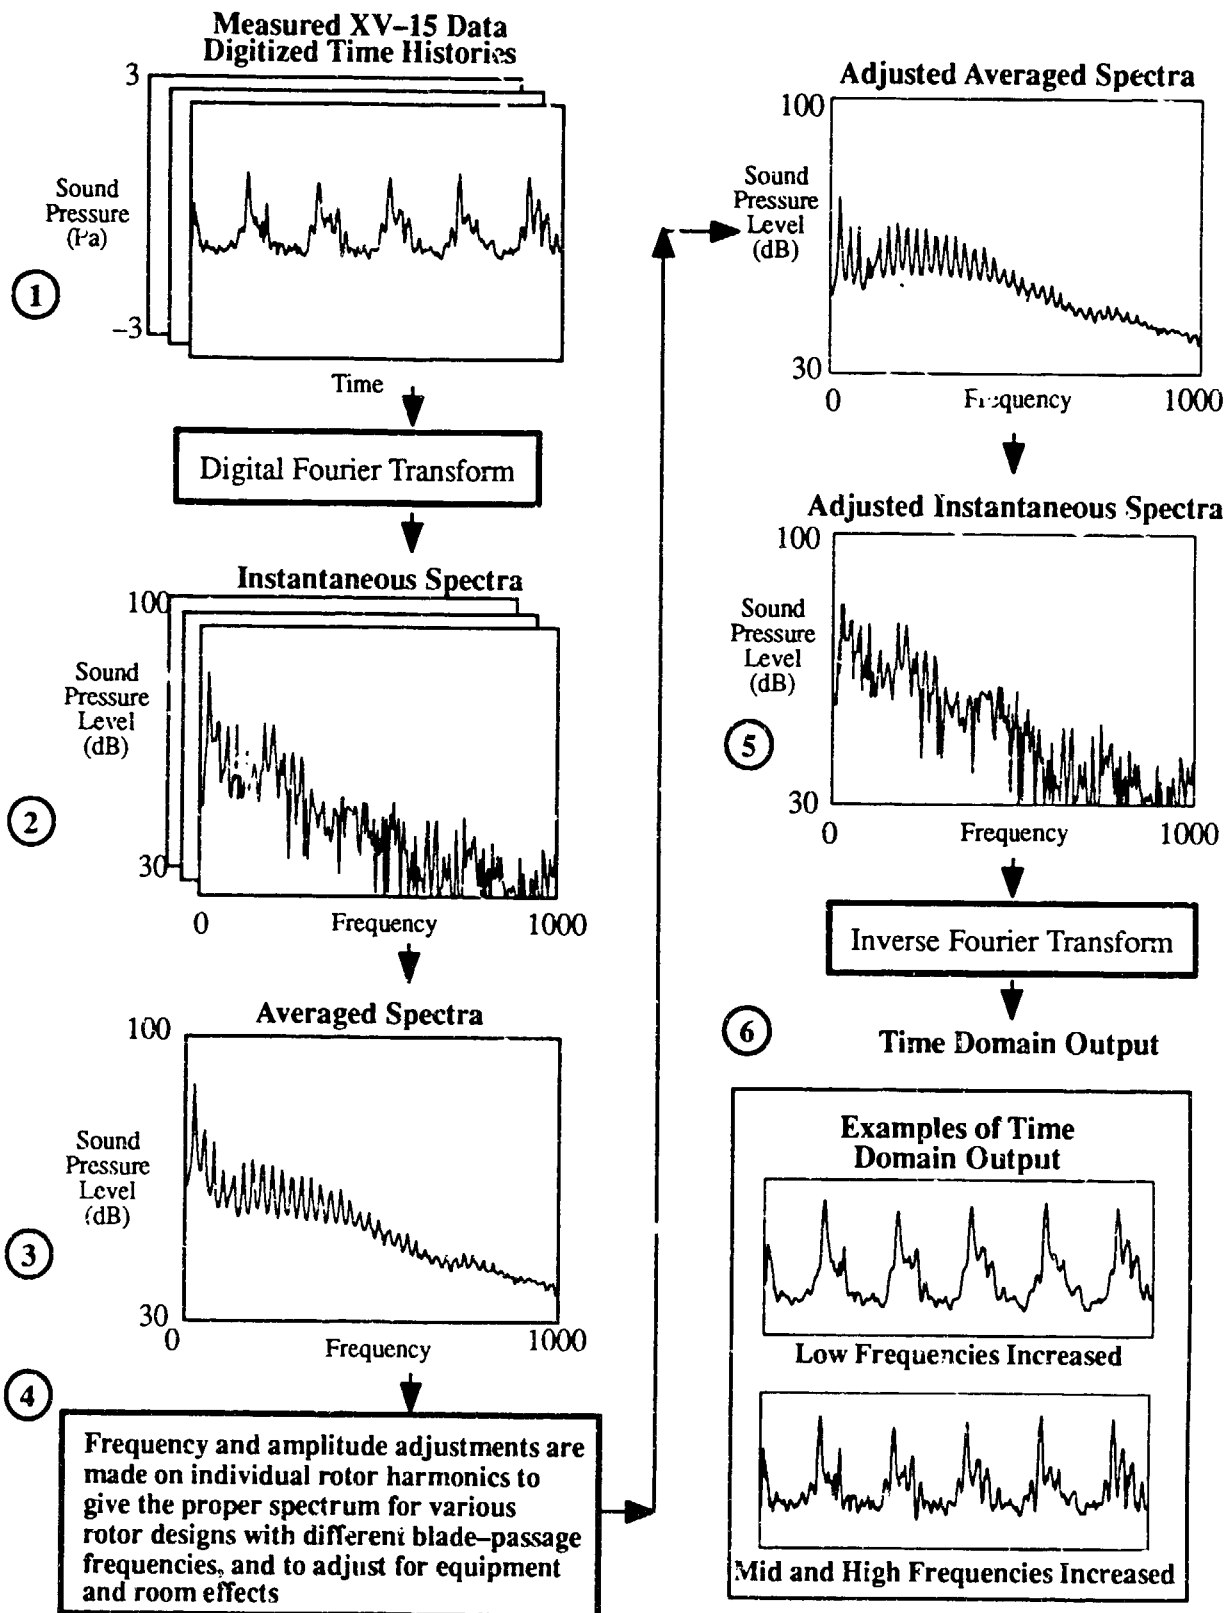 Measured XV–15 Data
Digitized Time Histories
3
Sound
Pressure
(Pa)
1
–3
Time
Digital Fourier Transform
Instantaneous Spectra
100
Sound
Pressure
Level
(dB)
2
30
0
Frequency
1000
Averaged Spectra
100
Sound
Pressure
Level
(dB)
3
30
0
Frequency
1000
4
Frequency and amplitude adjustments are
made on individual rotor harmonics to
give the proper spectrum for various
rotor designs with different blade–passage
frequencies, and to adjust for equipment
and room effects
Adjusted Averaged Spectra
100
Sound
Pressure
Level
(dB)
30
0
Frequency
1000
Adjusted Instantaneous Spectra
100
Sound
Pressure
Level
(dB)
5
30
0
Frequency
1000
Inverse Fourier Transform
6
Time Domain Output
Examples of Time
Domain Output
Low Frequencies Increased
Mid and High Frequencies Increased